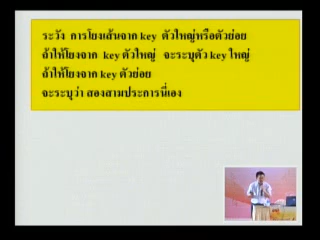 ระวัง การโยงเส้นจาก key ตัวใหญ่หรือตัวย่อย
ถ้าให้โยงจาก key ตัวใหญ่ จะระบุตัว key ใหญ่
ถ้าให้โยงจาก key ตัวย่อย
จะระบุว่า สองสามประการนี้เอง